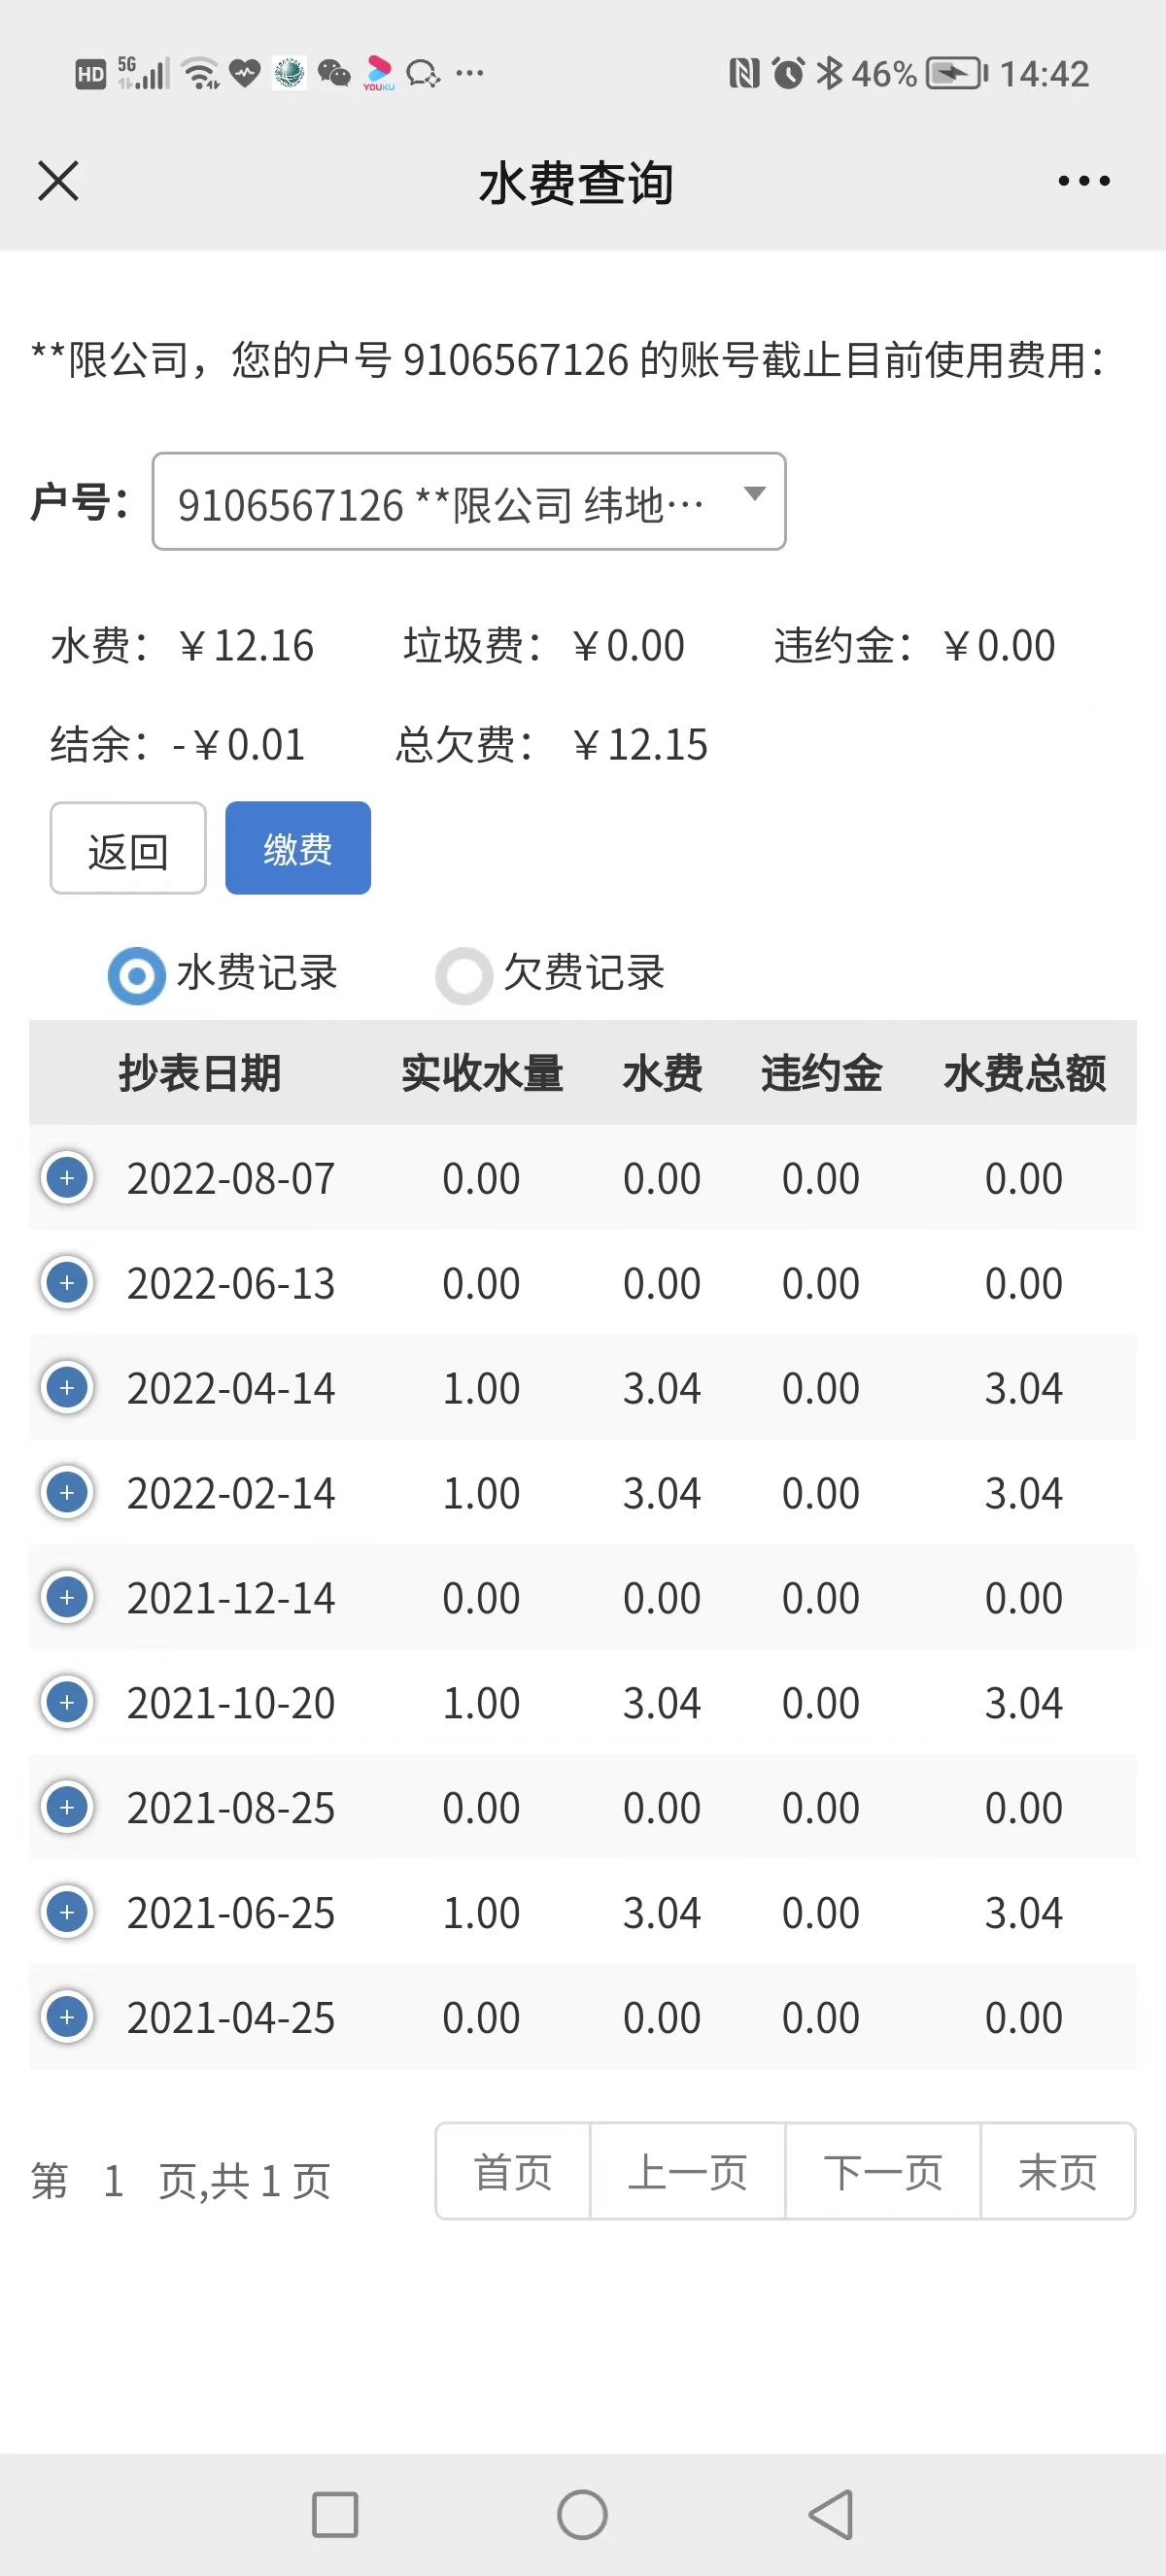 HD 5G YOUKU 46% 14:42
水费查询
**限公司，您的户号 9106567126 的账号截止目前使用费用：
户号： 9106567126 **限公司 纬地…
水费：￥12.16 垃圾费：￥0.00 违约金：￥0.00
结余：-￥0.01 总欠费：￥12.15
返回 缴费
水费记录 欠费记录
抄表日期 实收水量 水费 违约金 水费总额
2022-08-07 0.00 0.00 0.00 0.00
2022-06-13 0.00 0.00 0.00 0.00
2022-04-14 1.00 3.04 0.00 3.04
2022-02-14 1.00 3.04 0.00 3.04
2021-12-14 0.00 0.00 0.00 0.00
2021-10-20 1.00 3.04 0.00 3.04
2021-08-25 0.00 0.00 0.00 0.00
2021-06-25 1.00 3.04 0.00 3.04
2021-04-25 0.00 0.00 0.00 0.00
第 1 页,共 1 页 首页 上一页 下一页 末页